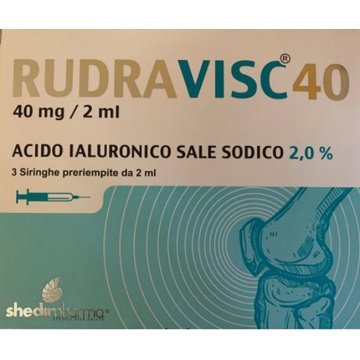 RUDRAVISC® 40
40 mg / 2 ml
ACIDO IALURONICO SALE SODICO 2,0 %
3 Siringhe preriempite da 2 ml
shedirpharma®